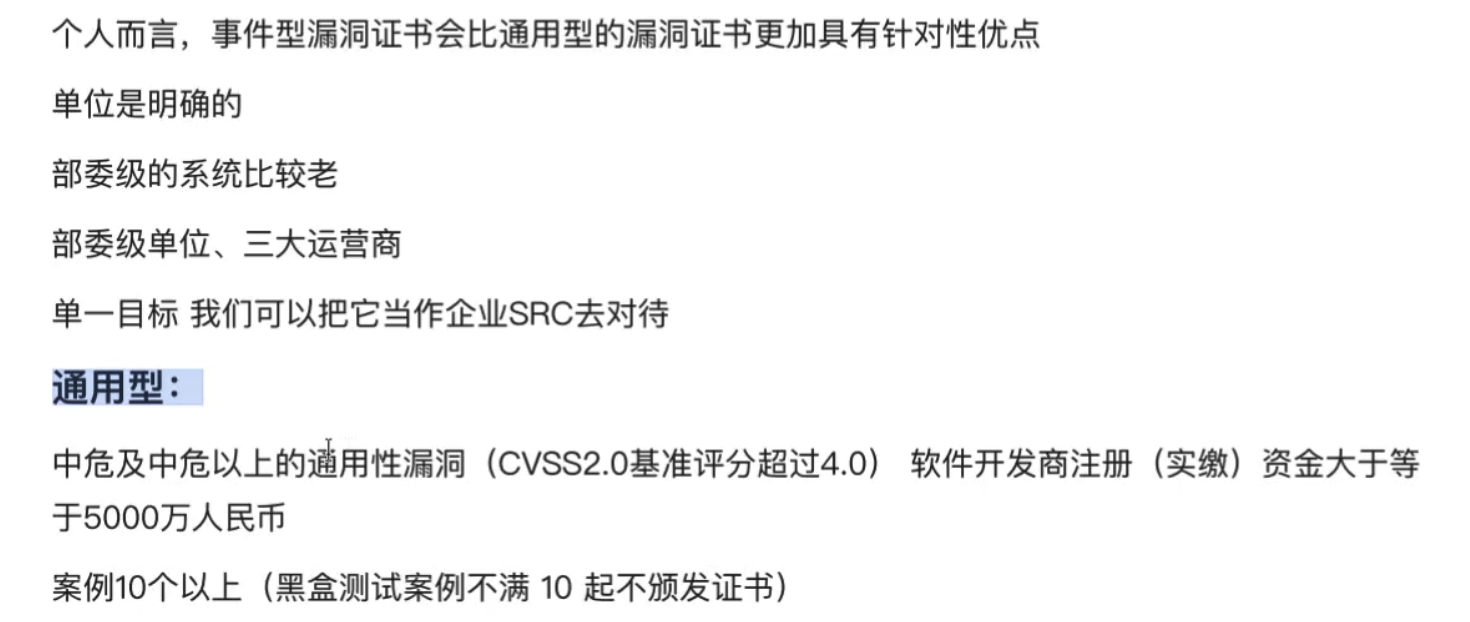 个人而言，事件型漏洞证书会比通用型的漏洞证书更加具有针对性优点
单位是明确的
部委级的系统比较老
部委级单位、三大运营商
单一目标 我们可以把它当作企业SRC去对待
通用型：
中危及中危以上的通用性漏洞（CVSS2.0基准评分超过4.0） 软件开发商注册（实缴）资金大于等
于5000万人民币
案例10个以上（黑盒测试案例不满 10 起不颁发证书）